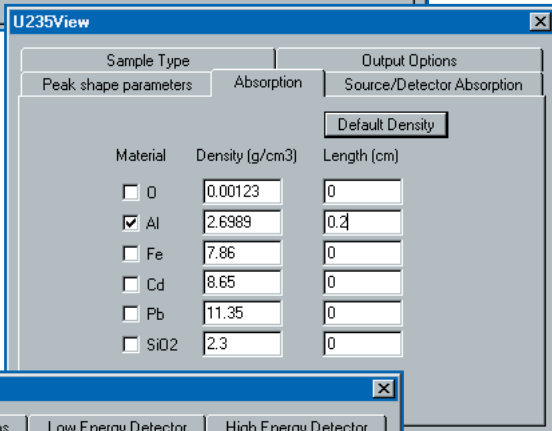 U235View
Sample Type Output Options
Peak shape parameters Absorption Source/Detector Absorption
Default Density
Material Density (g/cm3) Length (cm)
O 0.00123 0
Al 2.6989 0.2
Fe 7.86 0
Cd 8.65 0
Pb 11.35 0
SiO2 2.3 0
Low Energy Detector High Energy Detector